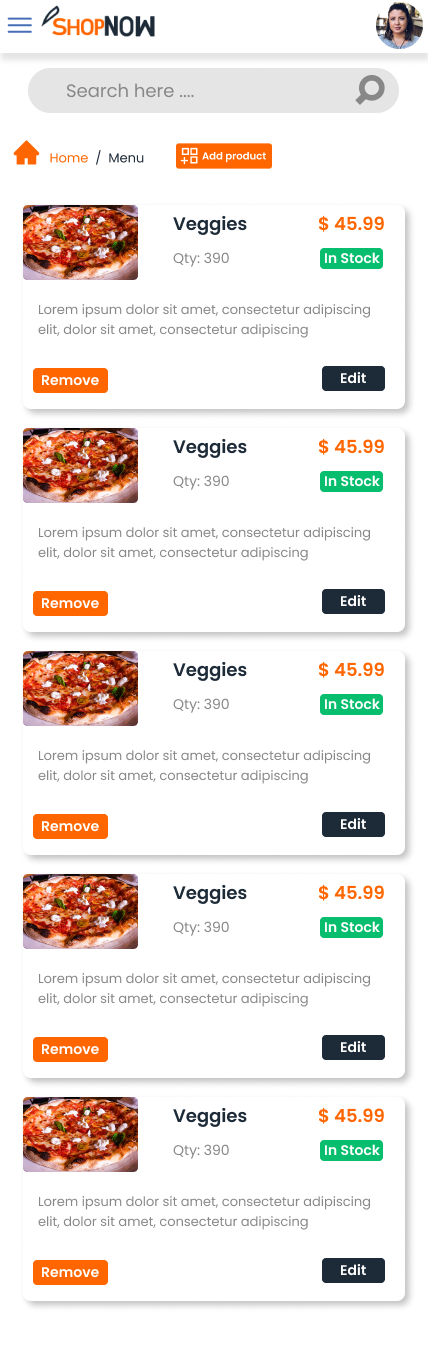 SHOPNOW
Search here ....
Home / Menu
Add product
Veggies
$ 45.99
Qty: 390
In Stock
Lorem ipsum dolor sit amet, consectetur adipiscing
elit, dolor sit amet, consectetur adipiscing
Remove
Edit
Veggies
$ 45.99
Qty: 390
In Stock
Lorem ipsum dolor sit amet, consectetur adipiscing
elit, dolor sit amet, consectetur adipiscing
Remove
Edit
Veggies
$ 45.99
Qty: 390
In Stock
Lorem ipsum dolor sit amet, consectetur adipiscing
elit, dolor sit amet, consectetur adipiscing
Remove
Edit
Veggies
$ 45.99
Qty: 390
In Stock
Lorem ipsum dolor sit amet, consectetur adipiscing
elit, dolor sit amet, consectetur adipiscing
Remove
Edit
Veggies
$ 45.99
Qty: 390
In Stock
Lorem ipsum dolor sit amet, consectetur adipiscing
elit, dolor sit amet, consectetur adipiscing
Remove
Edit